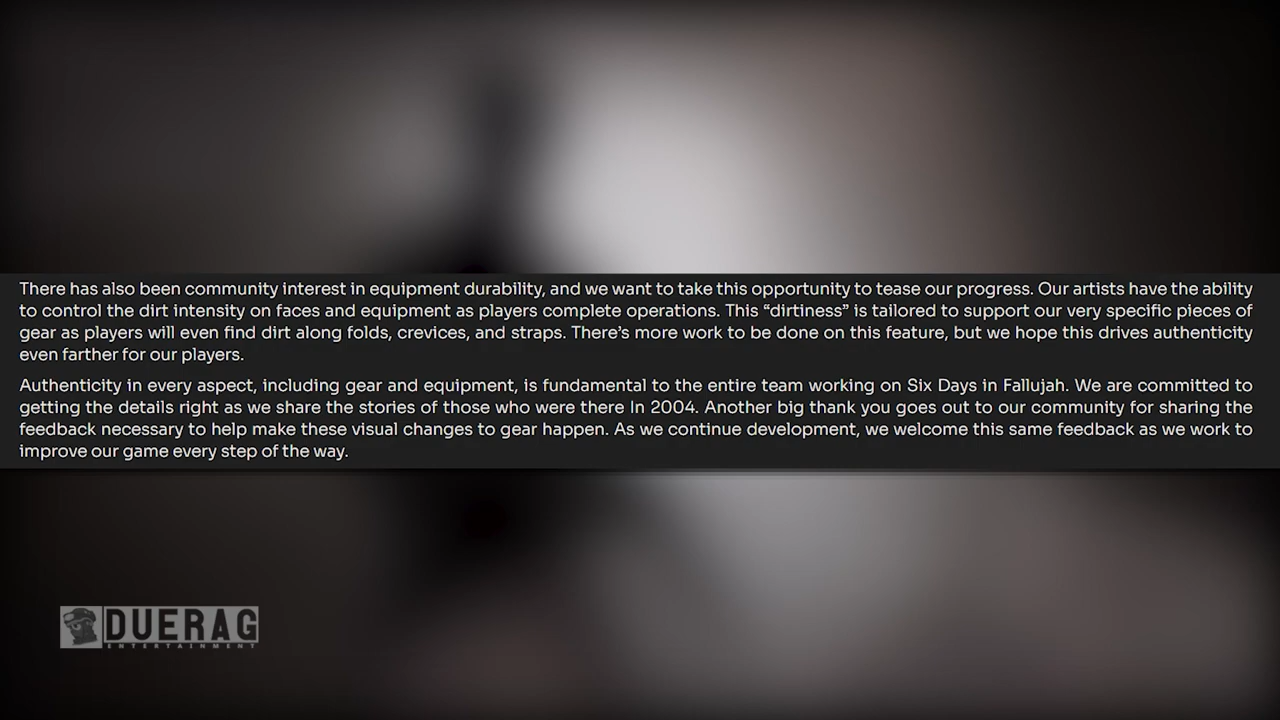 There has also been community interest in equipment durability, and we want to take this opportunity to tease our progress. Our artists have the ability
to control the dirt intensity on faces and equipment as players complete operations. This “dirtiness” is tailored to support our very specific pieces of
gear as players will even find dirt along folds, crevices, and straps. There’s more work to be done on this feature, but we hope this drives authenticity
even farther for our players.
Authenticity in every aspect, including gear and equipment, is fundamental to the entire team working on Six Days in Fallujah. We are committed to
getting the details right as we share the stories of those who were there In 2004. Another big thank you goes out to our community for sharing the
feedback necessary to help make these visual changes to gear happen. As we continue development, we welcome this same feedback as we work to
improve our game every step of the way.
DUERAG
ENTERTAINMENT